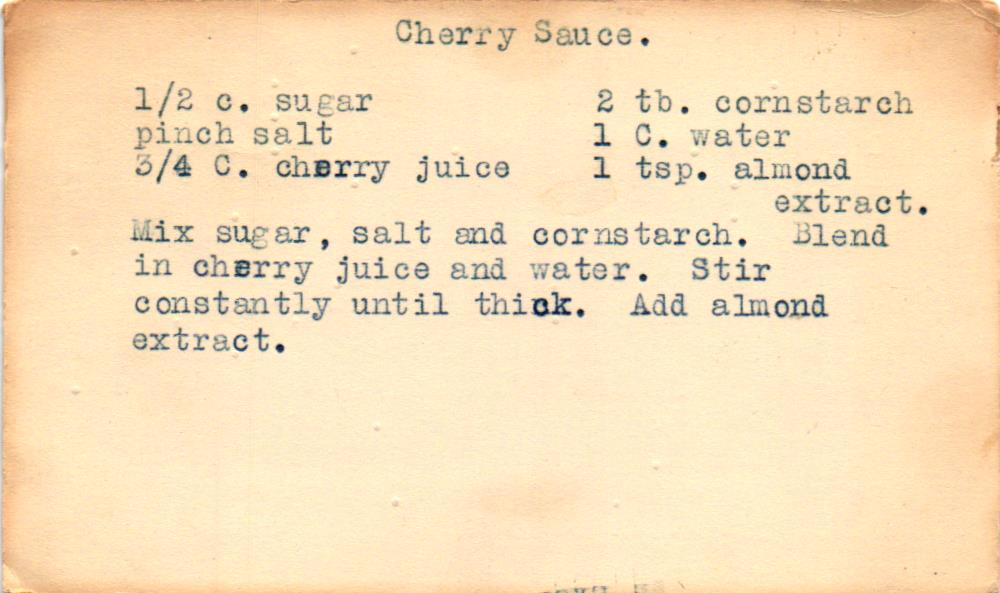 Cherry Sauce.
1/2 c. sugar 2 tb. cornstarch
pinch salt 1 C. water
3/4 C. cherry juice 1 tsp. almond
extract.
Mix sugar, salt and cornstarch. Blend
in cherry juice and water. Stir
constantly until thick. Add almond
extract.